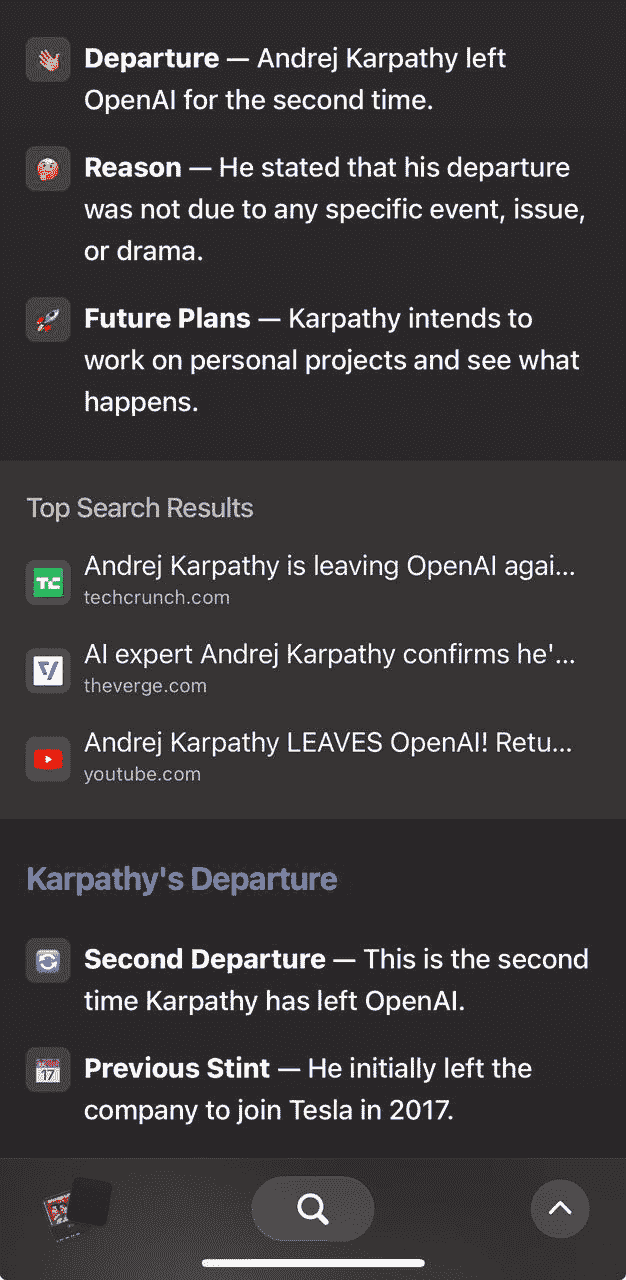 Departure — Andrej Karpathy left
OpenAI for the second time.
Reason — He stated that his departure
was not due to any specific event, issue,
or drama.
Future Plans — Karpathy intends to
work on personal projects and see what
happens.
Top Search Results
Andrej Karpathy is leaving OpenAI agai...
techcrunch.com
AI expert Andrej Karpathy confirms he'...
theverge.com
Andrej Karpathy LEAVES OpenAI! Retu...
youtube.com
Karpathy's Departure
Second Departure — This is the second
time Karpathy has left OpenAI.
17
Previous Stint — He initially left the
company to join Tesla in 2017.